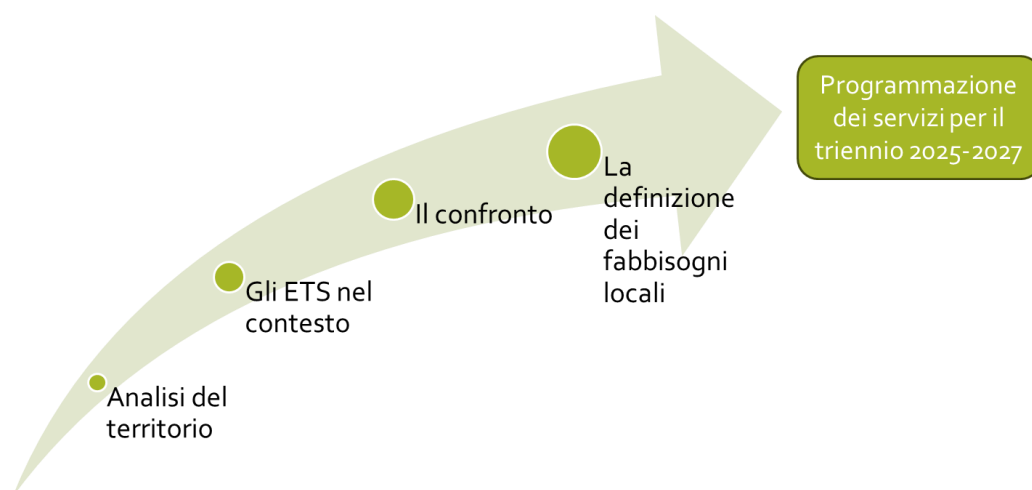 Programmazione
dei servizi per il
triennio 2025-2027
La
definizione
dei
fabbisogni
locali
Il confronto
Gli ETS nel
contesto
Analisi del
territorio